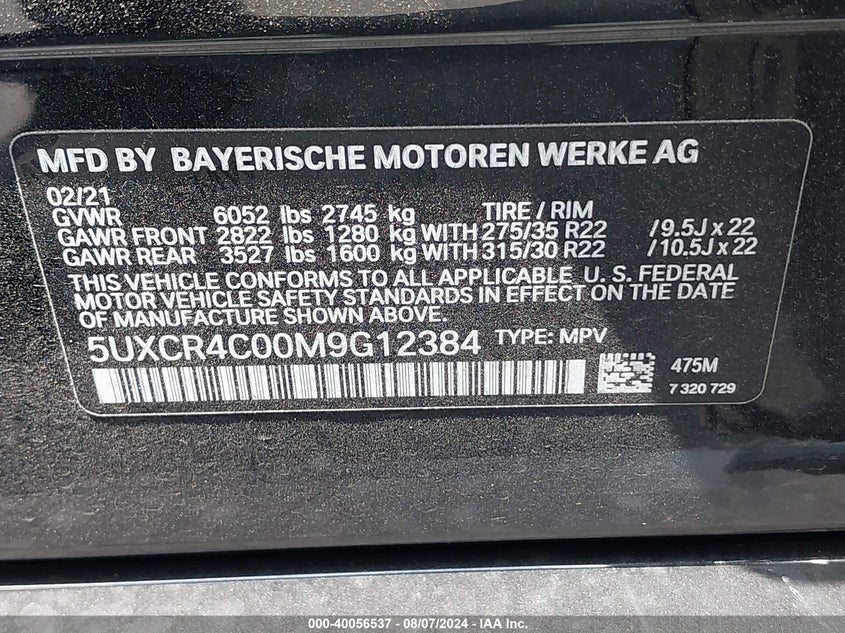 MFD BY BAYERISCHE MOTOREN WERKE AG
02/21
GVWR 6052 lbs 2745 kg TIRE / RIM
GAWR FRONT 2822 lbs 1280 kg WITH 275/35 R22 /9.5J x 22
GAWR REAR 3527 lbs 1600 kg WITH 315/30 R22 /10.5J x 22
THIS VEHICLE CONFORMS TO ALL APPLICABLE U. S. FEDERAL
MOTOR VEHICLE SAFETY STANDARDS IN EFFECT ON THE DATE
OF MANUFACTURE SHOWN ABOVE.
5UXCR4C00M9G12384 TYPE: MPV
475M
7 320 729
000-40056537 - 08/07/2024 - IAA Inc.